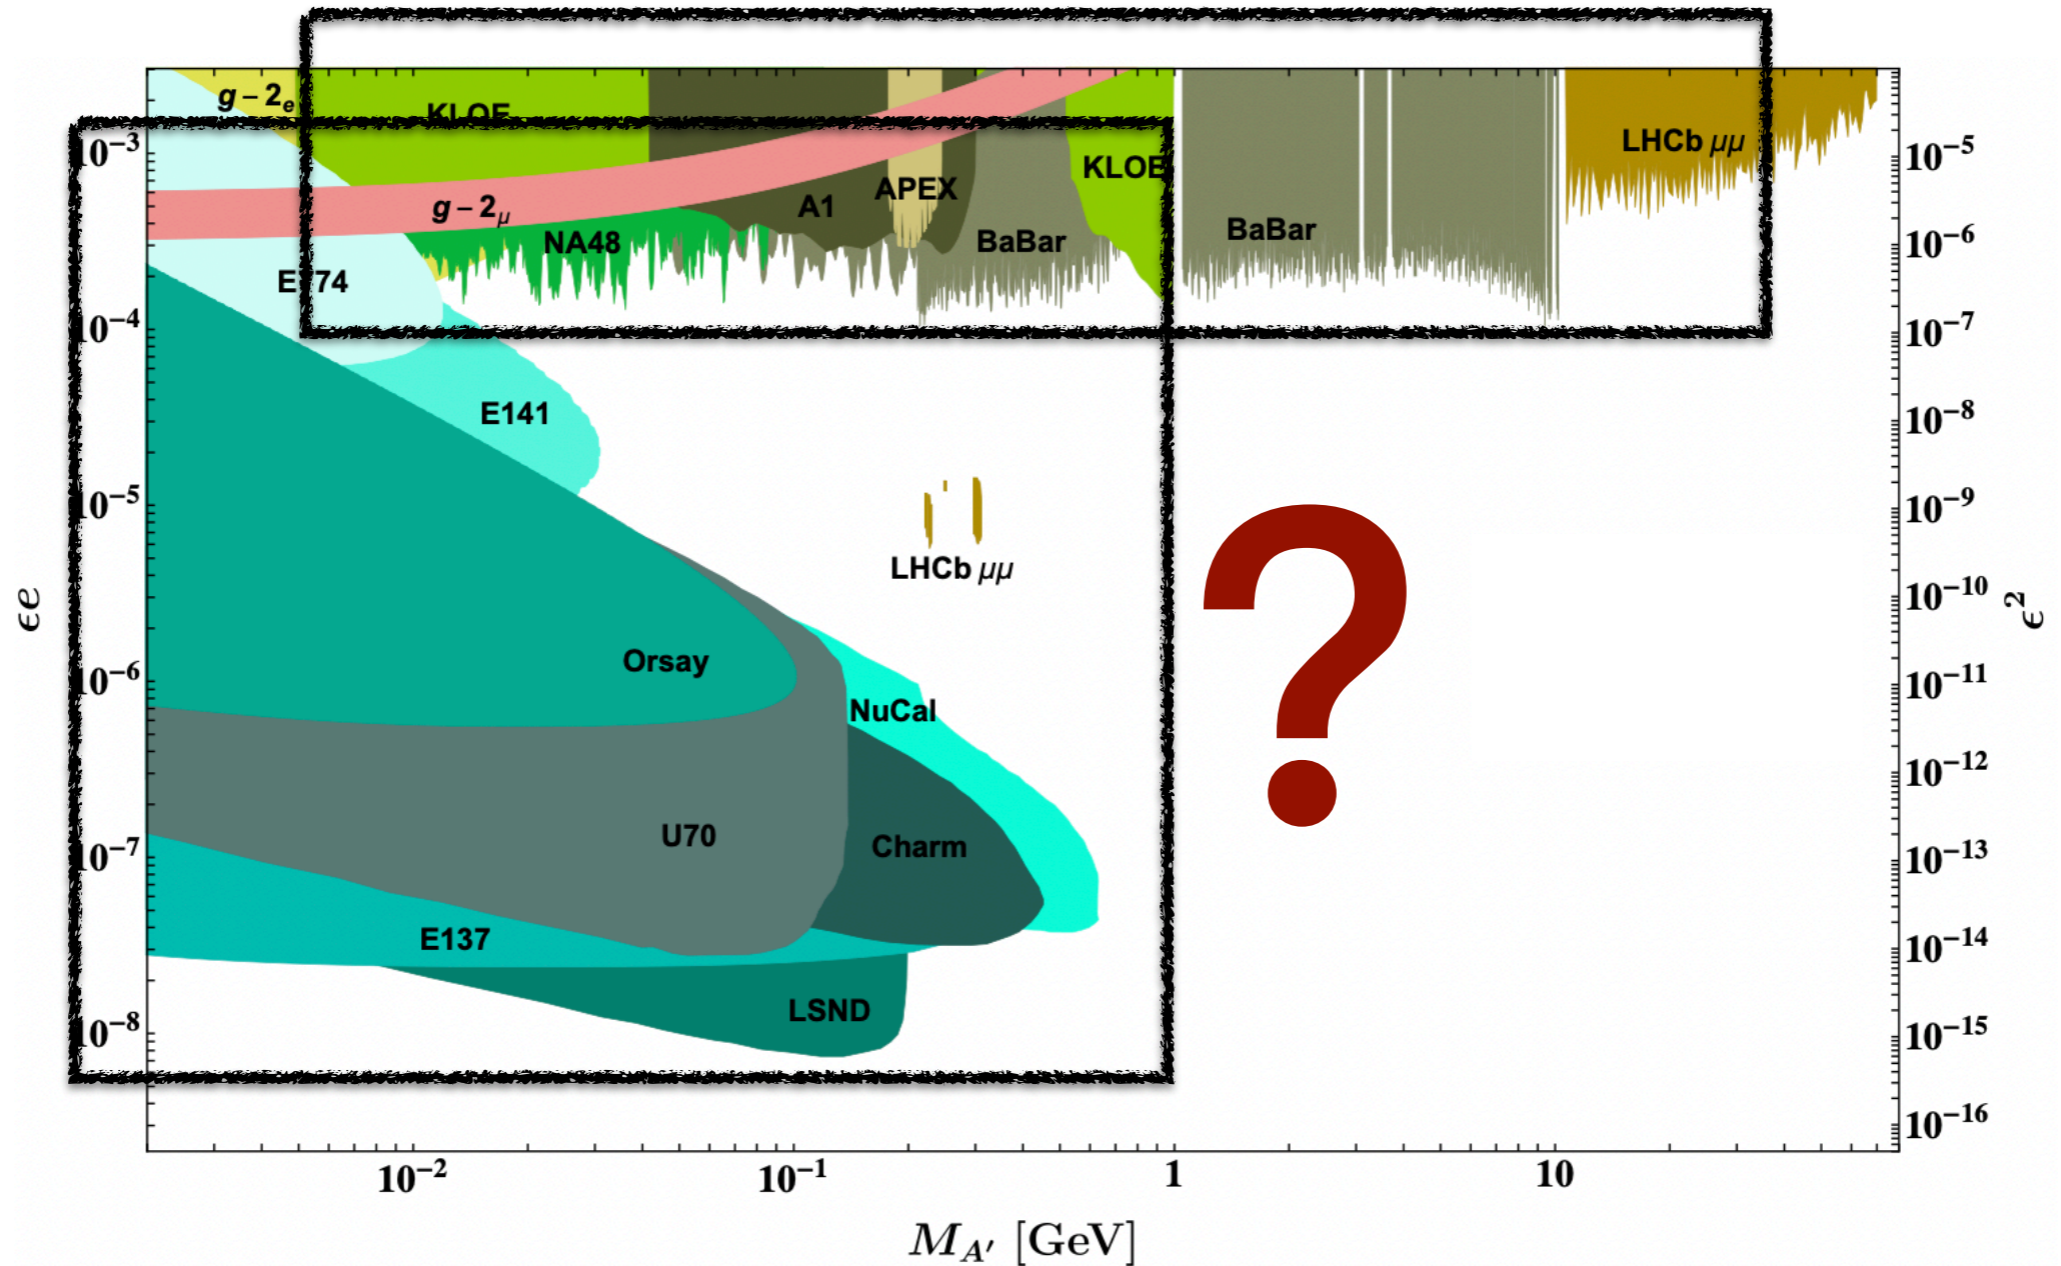 g−2e
KLOE
LHCb μμ
10−3
10−5
KLOE
APEX
A1
g−2μ
NA48
BaBar
BaBar
10−6
E774
10−4
10−7
E141
10−8
10−5
10−9
LHCb μμ
ϵe
10−10
ϵ2
?
Orsay
10−6
10−11
NuCal
10−12
U70
Charm
10−7
10−13
E137
10−14
LSND
10−8
10−15
10−16
10−2
10−1
1
10
MA′ [GeV]